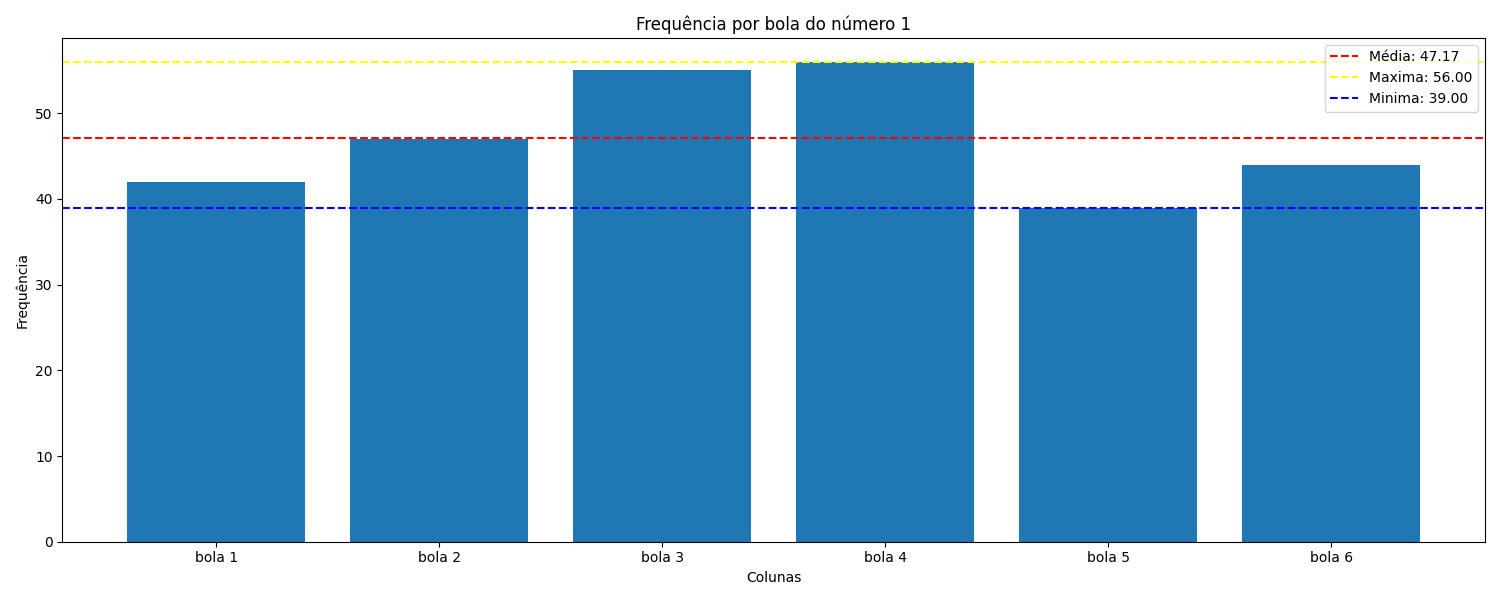 Frequência por bola do número 1
Média: 47.17
Maxima: 56.00
Minima: 39.00
Frequência
50
40
30
20
10
0
bola 1 bola 2 bola 3 bola 4 bola 5 bola 6
Colunas